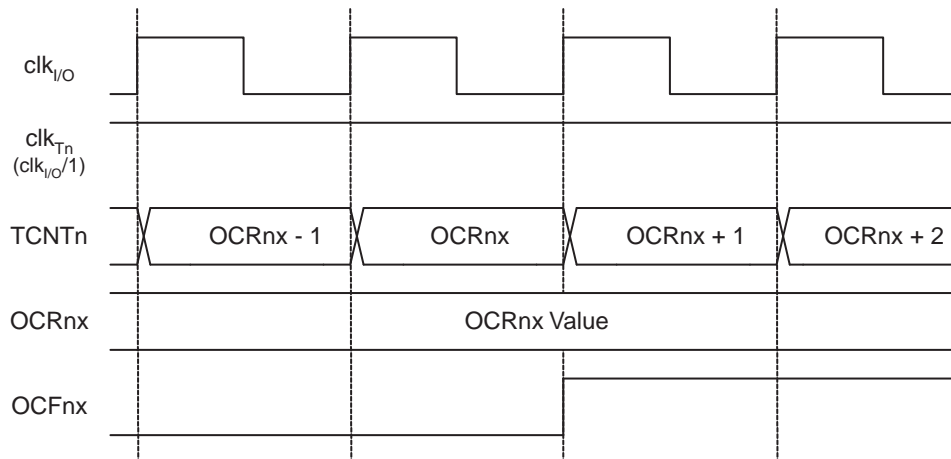 clkI/O
clkTn
(clkI/O/1)
TCNTn OCRnx - 1 OCRnx OCRnx + 1 OCRnx + 2
OCRnx OCRnx Value
OCFnx